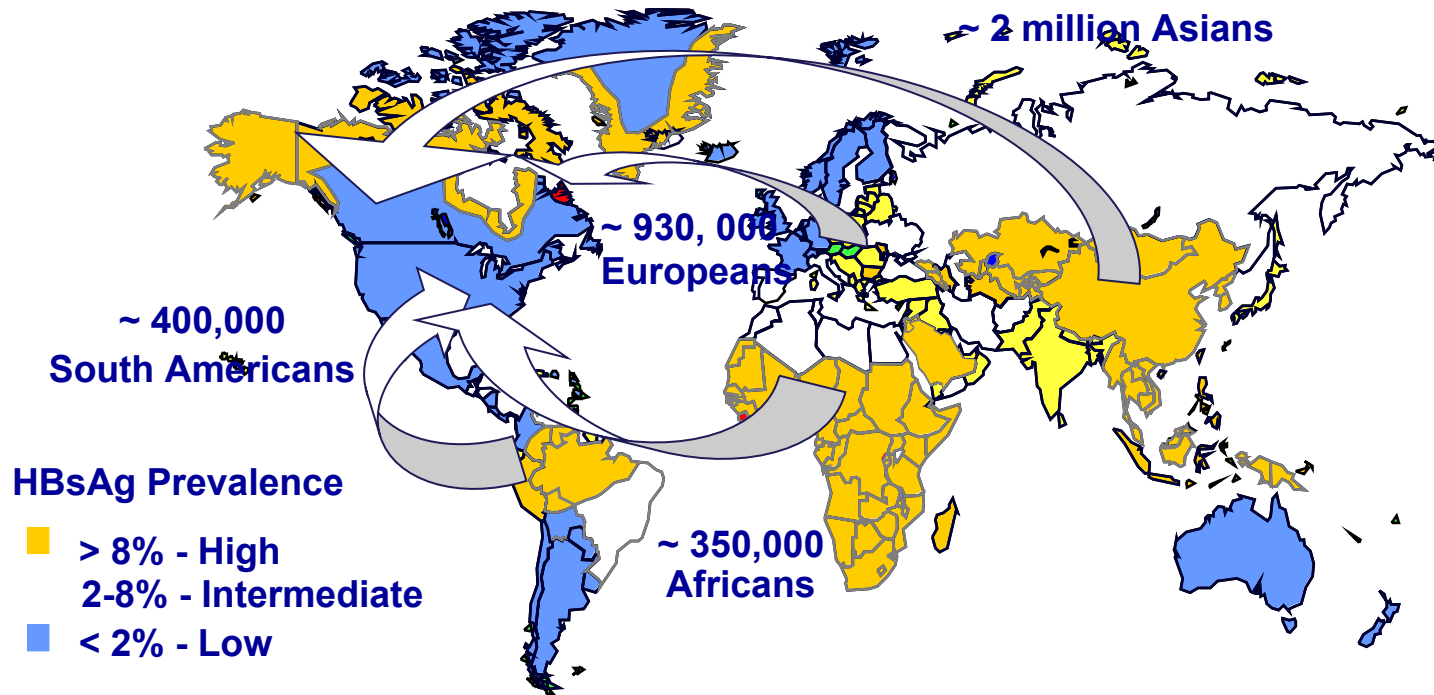 ~ 2 million Asians
~ 930, 000
Europeans
~ 400,000
South Americans
HBsAg Prevalence
> 8% - High
2-8% - Intermediate
< 2% - Low
~ 350,000
Africans